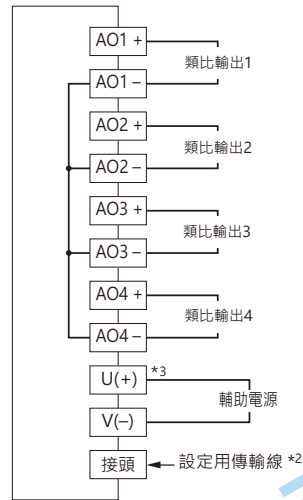 AO1 +
類比輸出1
AO1 –
AO2 +
類比輸出2
AO2 –
AO3 +
類比輸出3
AO3 –
AO4 +
類比輸出4
AO4 –
U(+) *3
輔助電源
V(–)
接頭 設定用傳輸線 *2